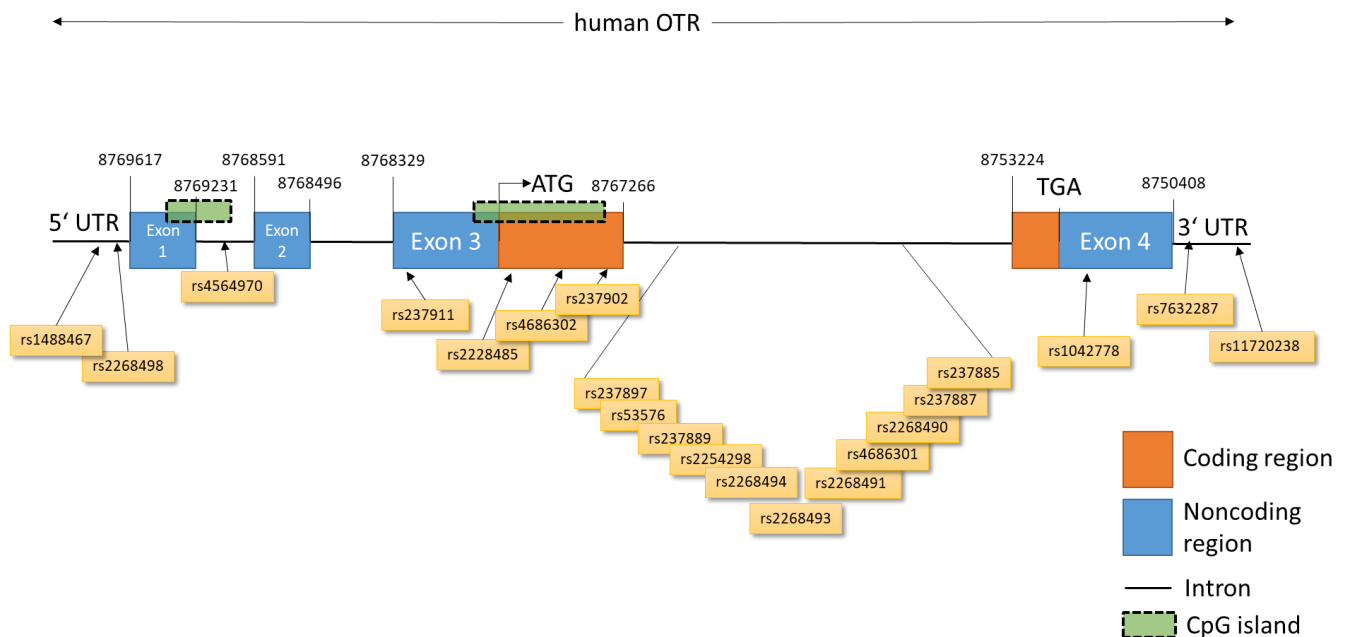 human OTR
8769617
8768591
8768329
8753224
8769231
8768496
ATG
8767266
TGA
8750408
5‘ UTR
3‘ UTR
Exon
1
Exon
2
Exon 3
Exon 4
rs4564970
rs237911
rs237902
rs7632287
rs1488467
rs2268498
rs4686302
rs2228485
rs1042778
rs11720238
rs237897
rs53576
rs237889
rs2254298
rs2268494
rs2268493
rs2268491
rs4686301
rs2268490
rs237887
rs237885
Coding region
Noncoding
region
Intron
CpG island